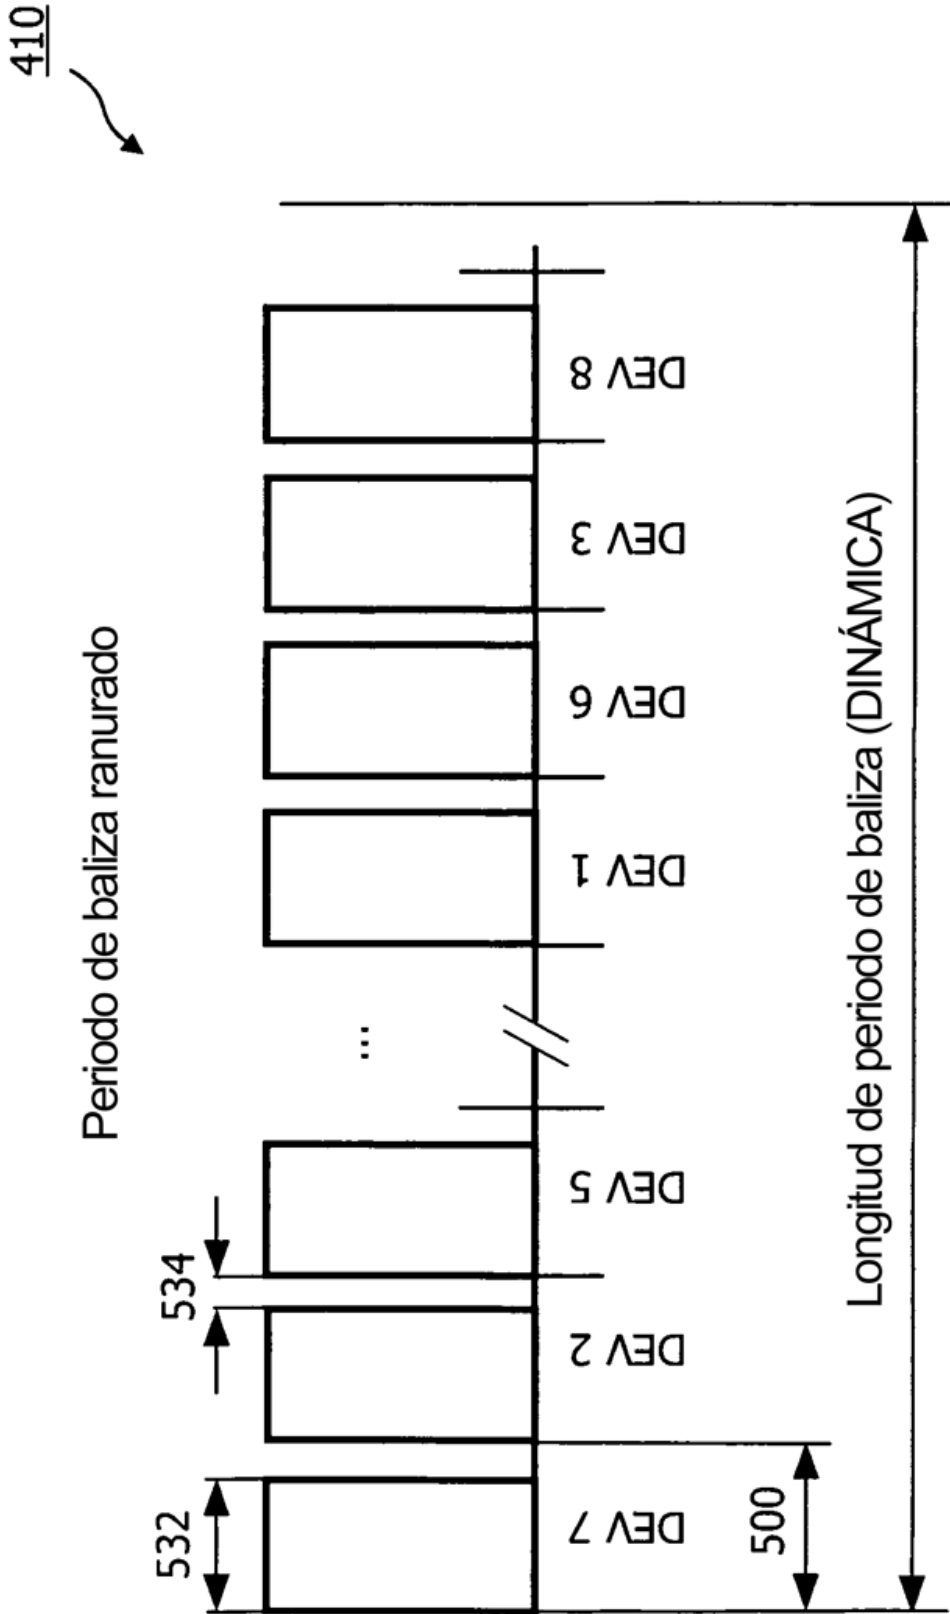 410
Periodo de baliza ranurado
532
534
...
DEV 7
DEV 2
DEV 5
DEV 1
DEV 6
DEV 3
DEV 8
500
Longitud de periodo de baliza (DINÁMICA)